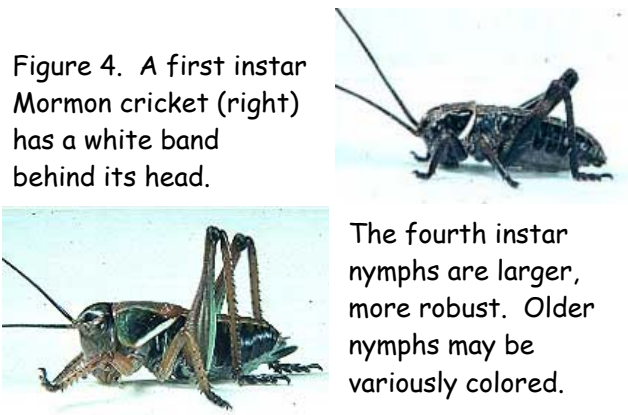 Figure 4.  A first instar
Mormon cricket (right)
has a white band
behind its head.
The fourth instar
nymphs are larger,
more robust.  Older
nymphs may be
variously colored.